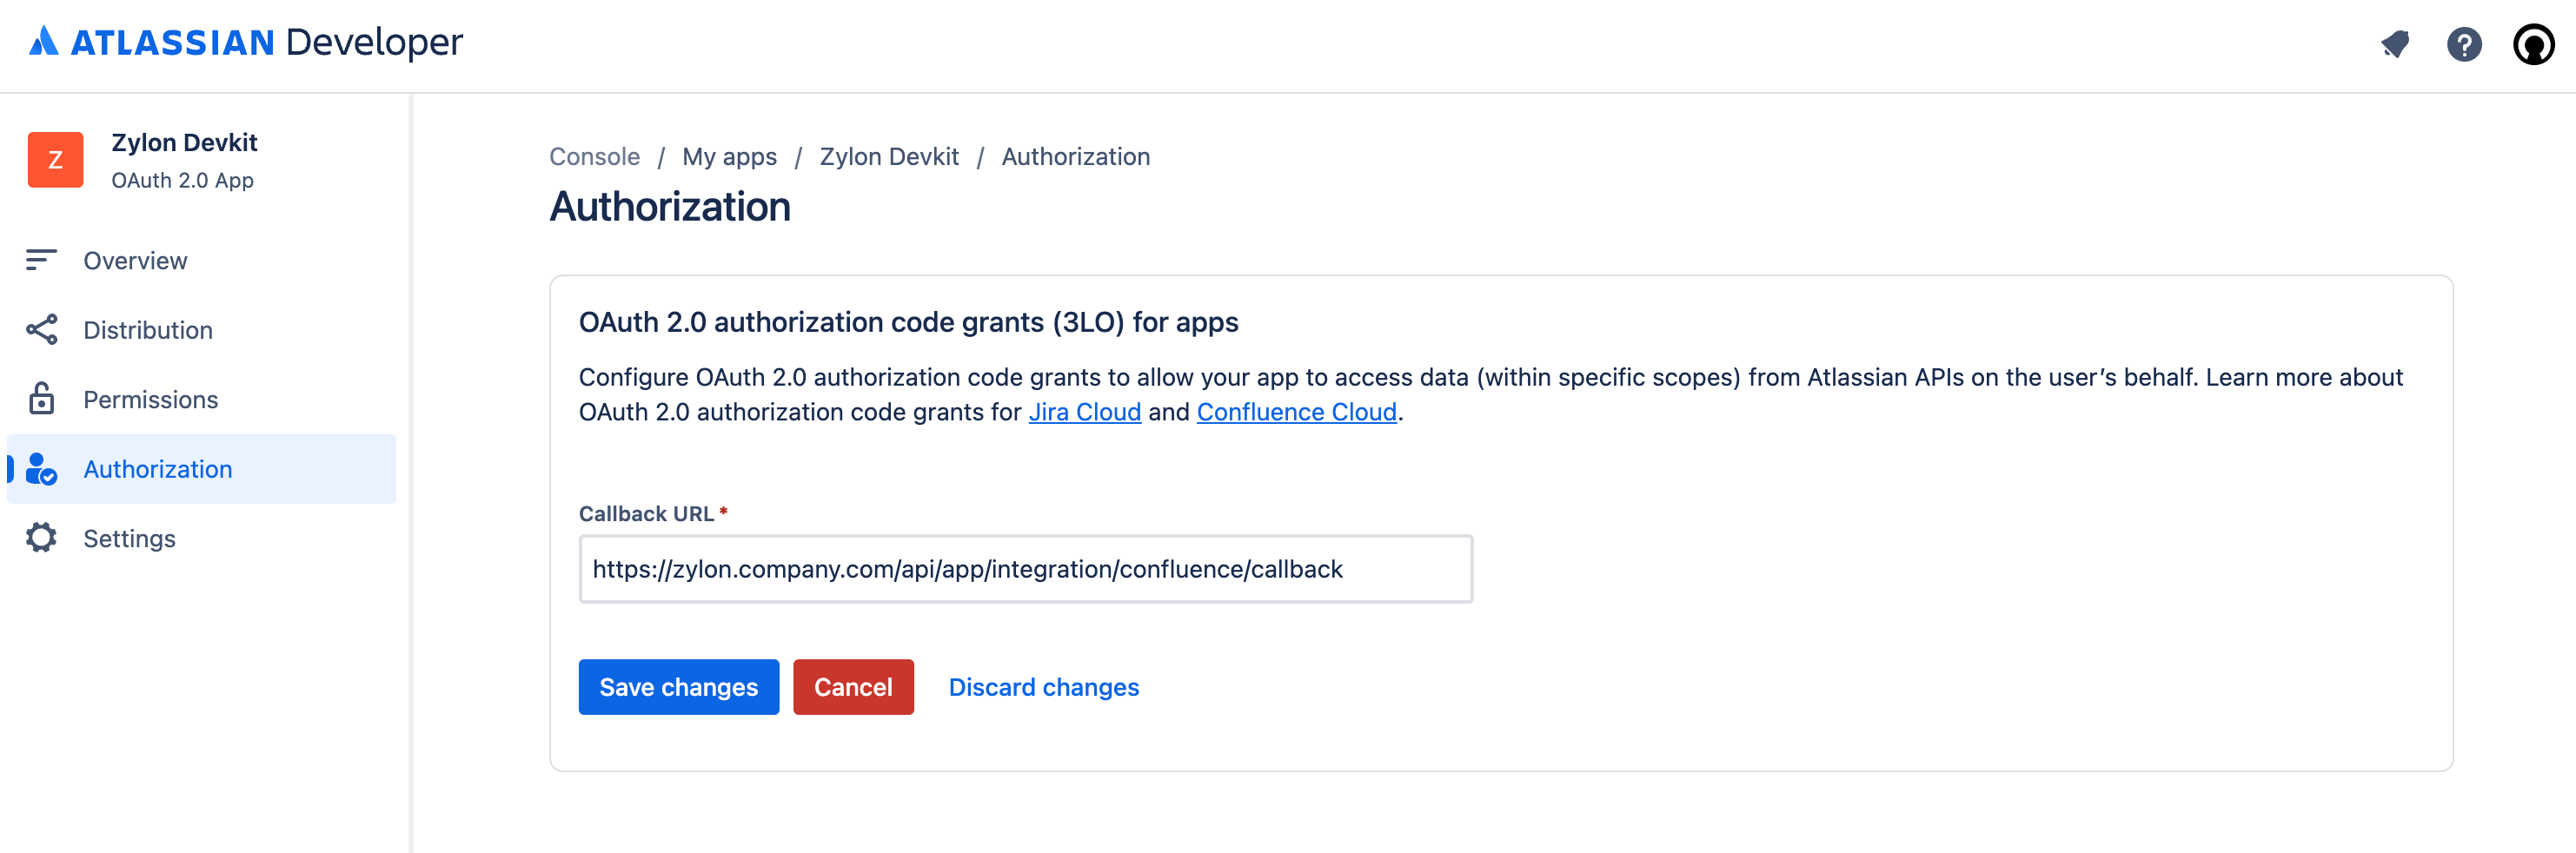 ATLASSIAN Developer
Z
Zylon Devkit
OAuth 2.0 App
Overview
Distribution
Permissions
Authorization
Settings
Console / My apps / Zylon Devkit / Authorization
Authorization
OAuth 2.0 authorization code grants (3LO) for apps
Configure OAuth 2.0 authorization code grants to allow your app to access data (within specific scopes) from Atlassian APIs on the user’s behalf. Learn more about
OAuth 2.0 authorization code grants for Jira Cloud and Confluence Cloud.
Callback URL*
https://zylon.company.com/api/app/integration/confluence/callback
Save changes Cancel Discard changes